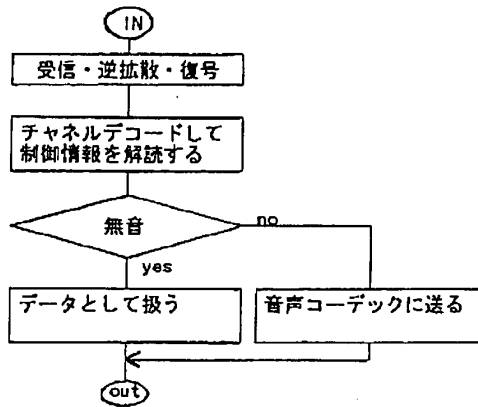 IN
受信・逆拡散・復号
チャネルデコードして
制御情報を解読する
無音
no
yes
データとして扱う
音声コーデックに送る
out